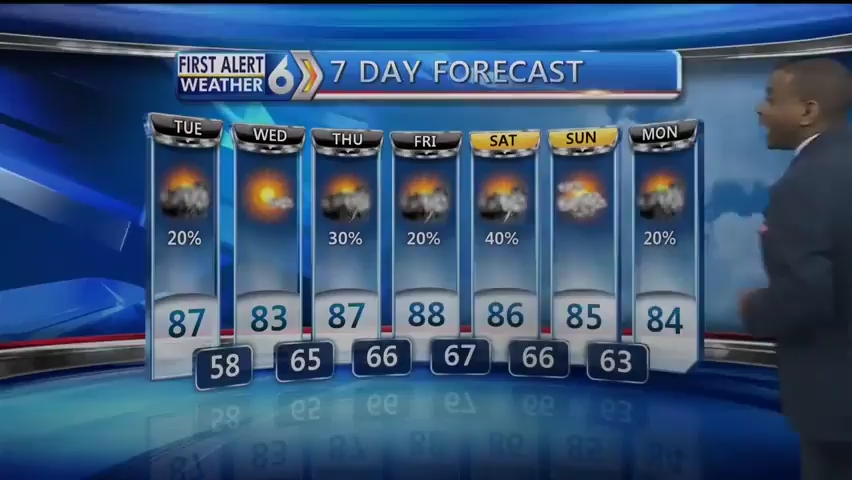 FIRST ALERT
WEATHER 6
7 DAY FORECAST
TUE WED THU FRI SAT SUN MON
20% 30% 20% 40% 20%
87 83 87 88 86 85 84
58 65 66 67 66 63